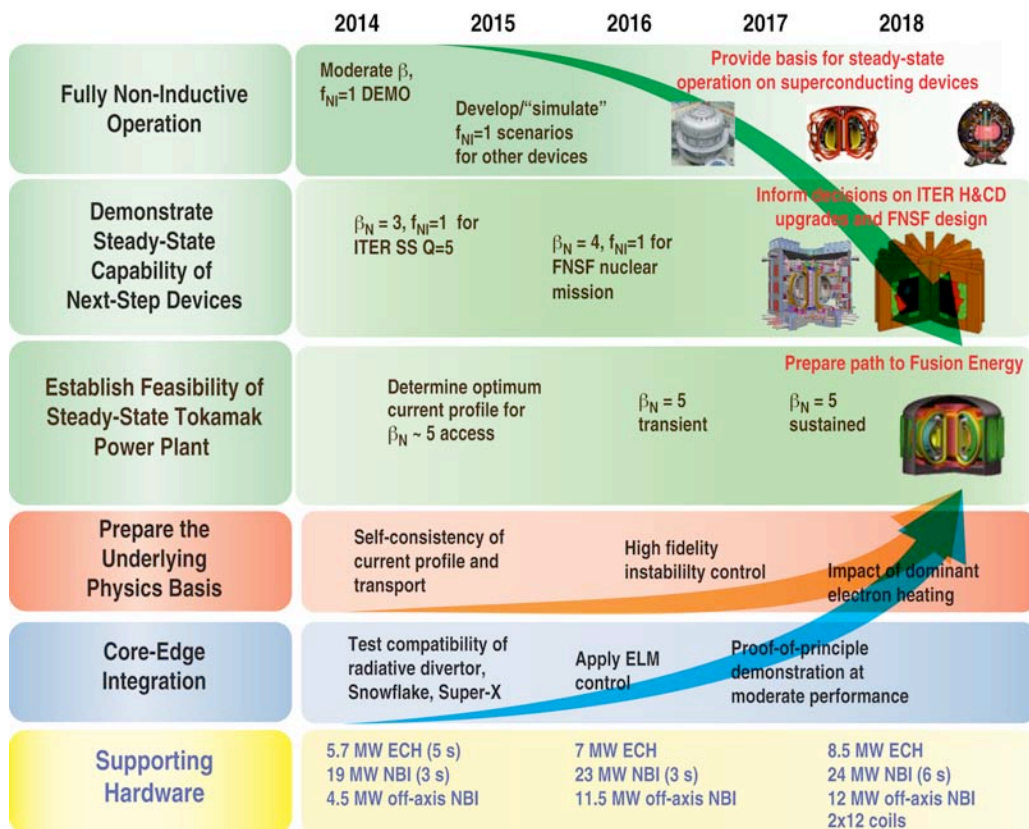 2014 2015 2016 2017 2018
Fully Non-Inductive
Operation
Moderate β,
fNI=1 DEMO
Develop/“simulate”
fNI=1 scenarios
for other devices
Provide basis for steady-state
operation on superconducting devices
Demonstrate
Steady-State
Capability of
Next-Step Devices
βN = 3, fNI=1 for
ITER SS Q=5
βN = 4, fNI=1 for
FNSF nuclear
mission
Inform decisions on ITER H&CD
upgrades and FNSF design
Establish Feasibility of
Steady-State Tokamak
Power Plant
Determine optimum
current profile for
βN ~ 5 access
βN = 5
transient
βN = 5
sustained
Prepare path to Fusion Energy
Prepare the
Underlying
Physics Basis
Self-consistency of
current profile and
transport
High fidelity
instabililty control
Impact of dominant
electron heating
Core-Edge
Integration
Test compatibility of
radiative divertor,
Snowflake, Super-X
Apply ELM
control
Proof-of-principle
demonstration at
moderate performance
Supporting
Hardware
5.7 MW ECH (5 s)
19 MW NBI (3 s)
4.5 MW off-axis NBI
7 MW ECH
23 MW NBI (3 s)
11.5 MW off-axis NBI
8.5 MW ECH
24 MW NBI (6 s)
12 MW off-axis NBI
2x12 coils